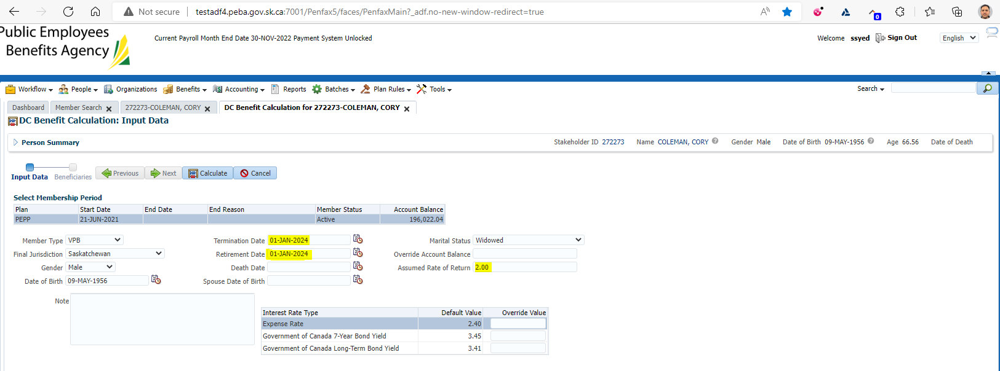 Not secure testadf4.peba.gov.sk.ca:7001/Penfax5/faces/PenfaxMain?_adf.no-new-window-redirect=true
0
Public Employees
Benefits Agency
Current Payroll Month End Date 30-NOV-2022 Payment System Unlocked
Welcome ssyed Sign Out English
Workflow People Organizations Benefits Accounting Reports Batches Plan Rules Tools Search
Dashboard Member Search 272273-COLEMAN, CORY DC Benefit Calculation for 272273-COLEMAN, CORY
DC Benefit Calculation: Input Data
Person Summary Stakeholder ID 272273 Name COLEMAN, CORY Gender Male Date of Birth 09-MAY-1956 Age 66.56 Date of Death
Input Data Beneficiaries Previous Next Calculate Cancel
Select Membership Period
Plan Start Date End Date End Reason Member Status Account Balance
PEPP 21-JUN-2021 Active 196,022.04
Member Type VPB Termination Date 01-JAN-2024 Marital Status Widowed
Final Jurisdiction Saskatchewan Retirement Date 01-JAN-2024 Override Account Balance
Gender Male Death Date Assumed Rate of Return 2.00
Date of Birth 09-MAY-1956 Spouse Date of Birth
Note
Interest Rate Type Default Value Override Value
Expense Rate 2.40
Government of Canada 7-Year Bond Yield 3.45
Government of Canada Long-Term Bond Yield 3.41